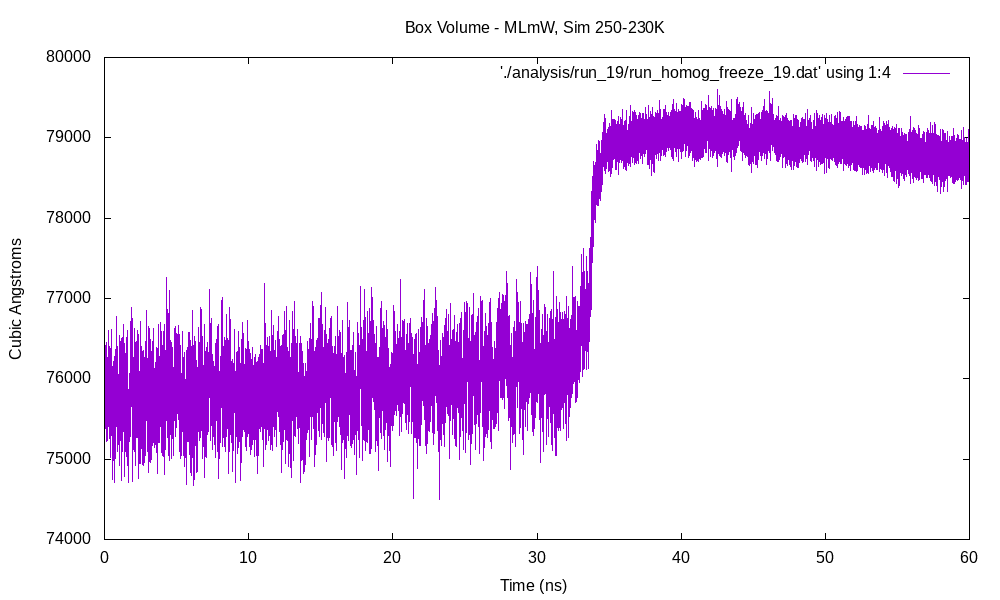 Box Volume - MLmW, Sim 250-230K
80000
'./analysis/run_19/run_homog_freeze_19.dat' using 1:4
79000
78000
77000
Cubic Angstroms
76000
75000
74000
0 10 20 30 40 50 60
Time (ns)